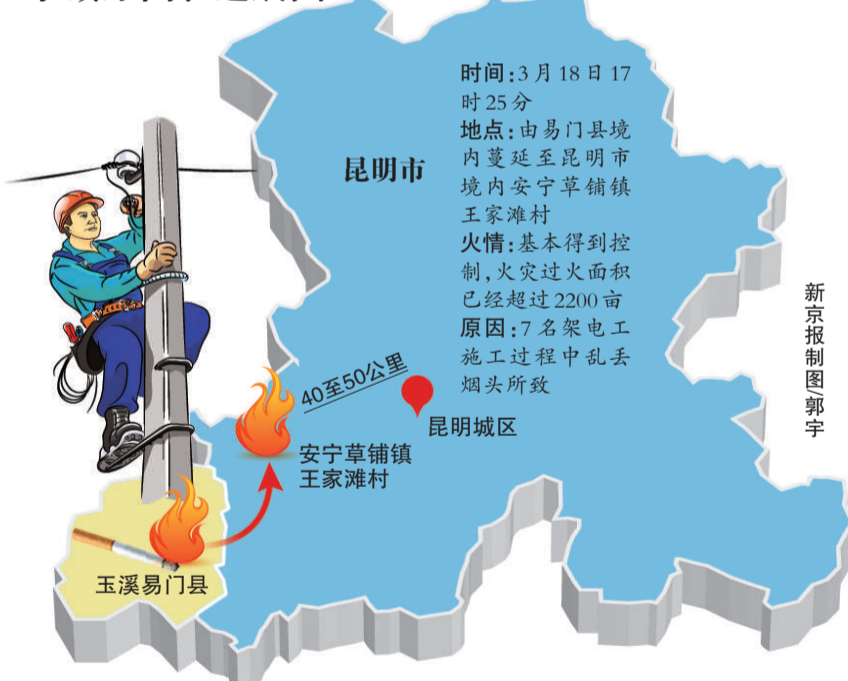 时间:3月18日17
时25分
地点:由易门县境
内蔓延至昆明市
境内安宁草铺镇
王家滩村
火情:基本得到控
制,火灾过火面积
已经超过2200亩
原因:7名架电工
施工过程中乱丢
烟头所致
昆明市
40至50公里
昆明城区
安宁草铺镇
王家滩村
玉溪易门县
新京报制图/郭宇